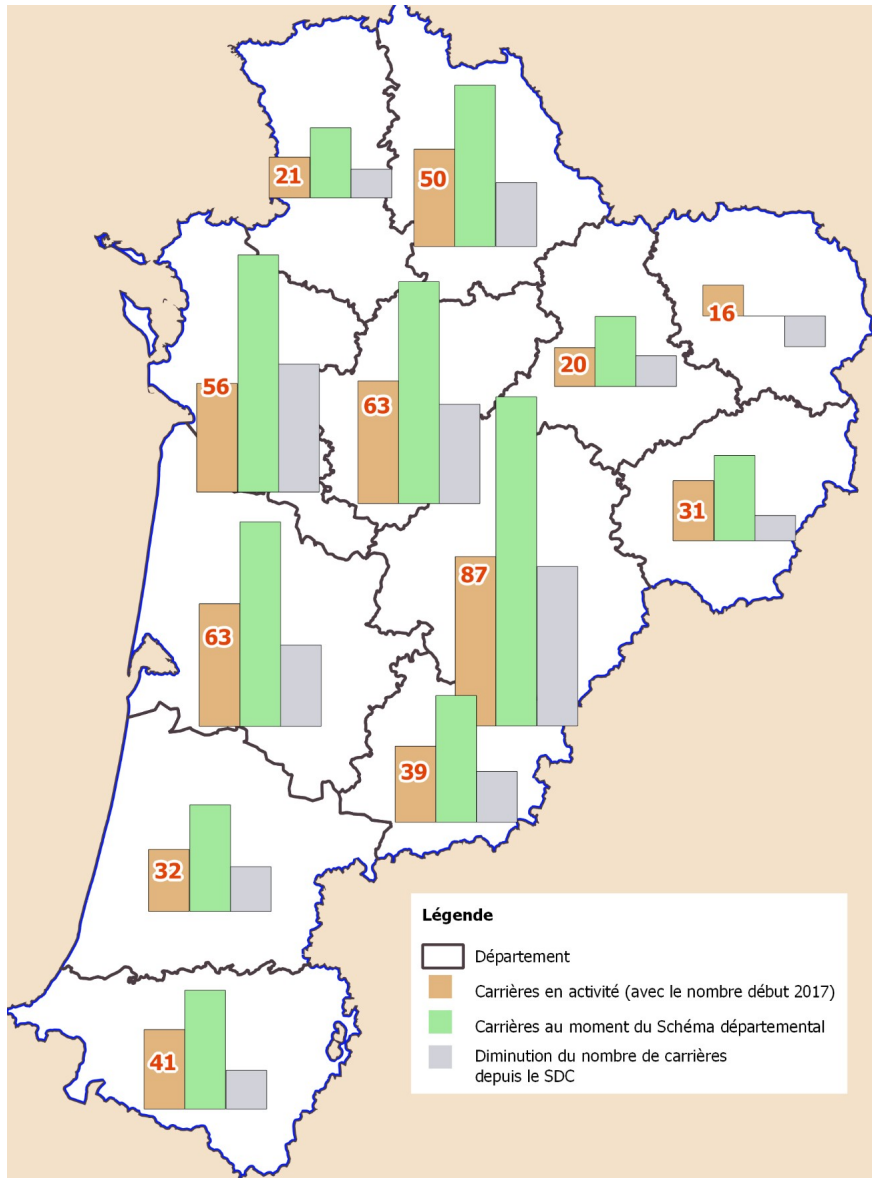 21
50
16
56
63
20
31
63
87
39
32
41
Légende
Département
Carrières en activité (avec le nombre début 2017)
Carrières au moment du Schéma départemental
Diminution du nombre de carrières
depuis le SDC